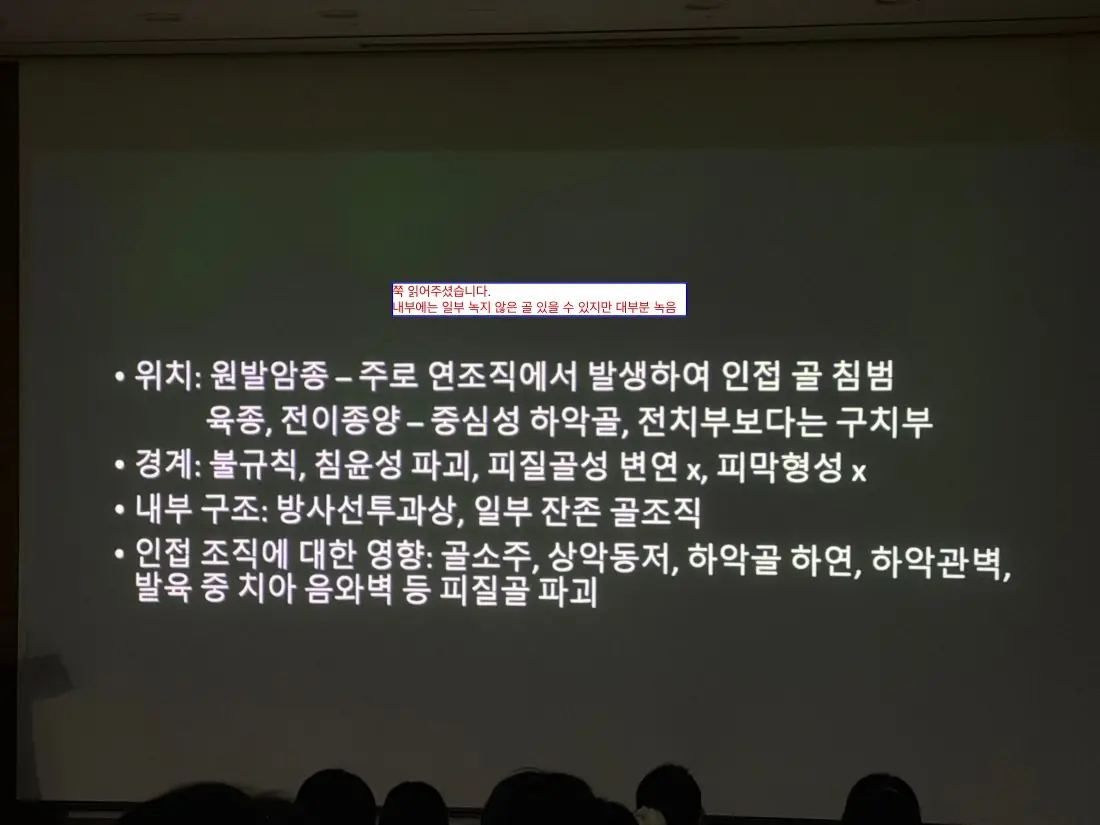 쭉 읽어주셨습니다.
내부에는 일부 녹지 않은 골 있을 수 있지만 대부분 녹음
• 위치: 원발암종 – 주로 연조직에서 발생하여 인접 골 침범
육종, 전이종양 – 중심성 하악골, 전치부보다는 구치부
• 경계: 불규칙, 침윤성 파괴, 피질골성 변연 x, 피막형성 x
• 내부 구조: 방사선투과상, 일부 잔존 골조직
• 인접 조직에 대한 영향: 골소주, 상악동저, 하악골 하연, 하악관벽,
발육 중 치아 음와벽 등 피질골 파괴